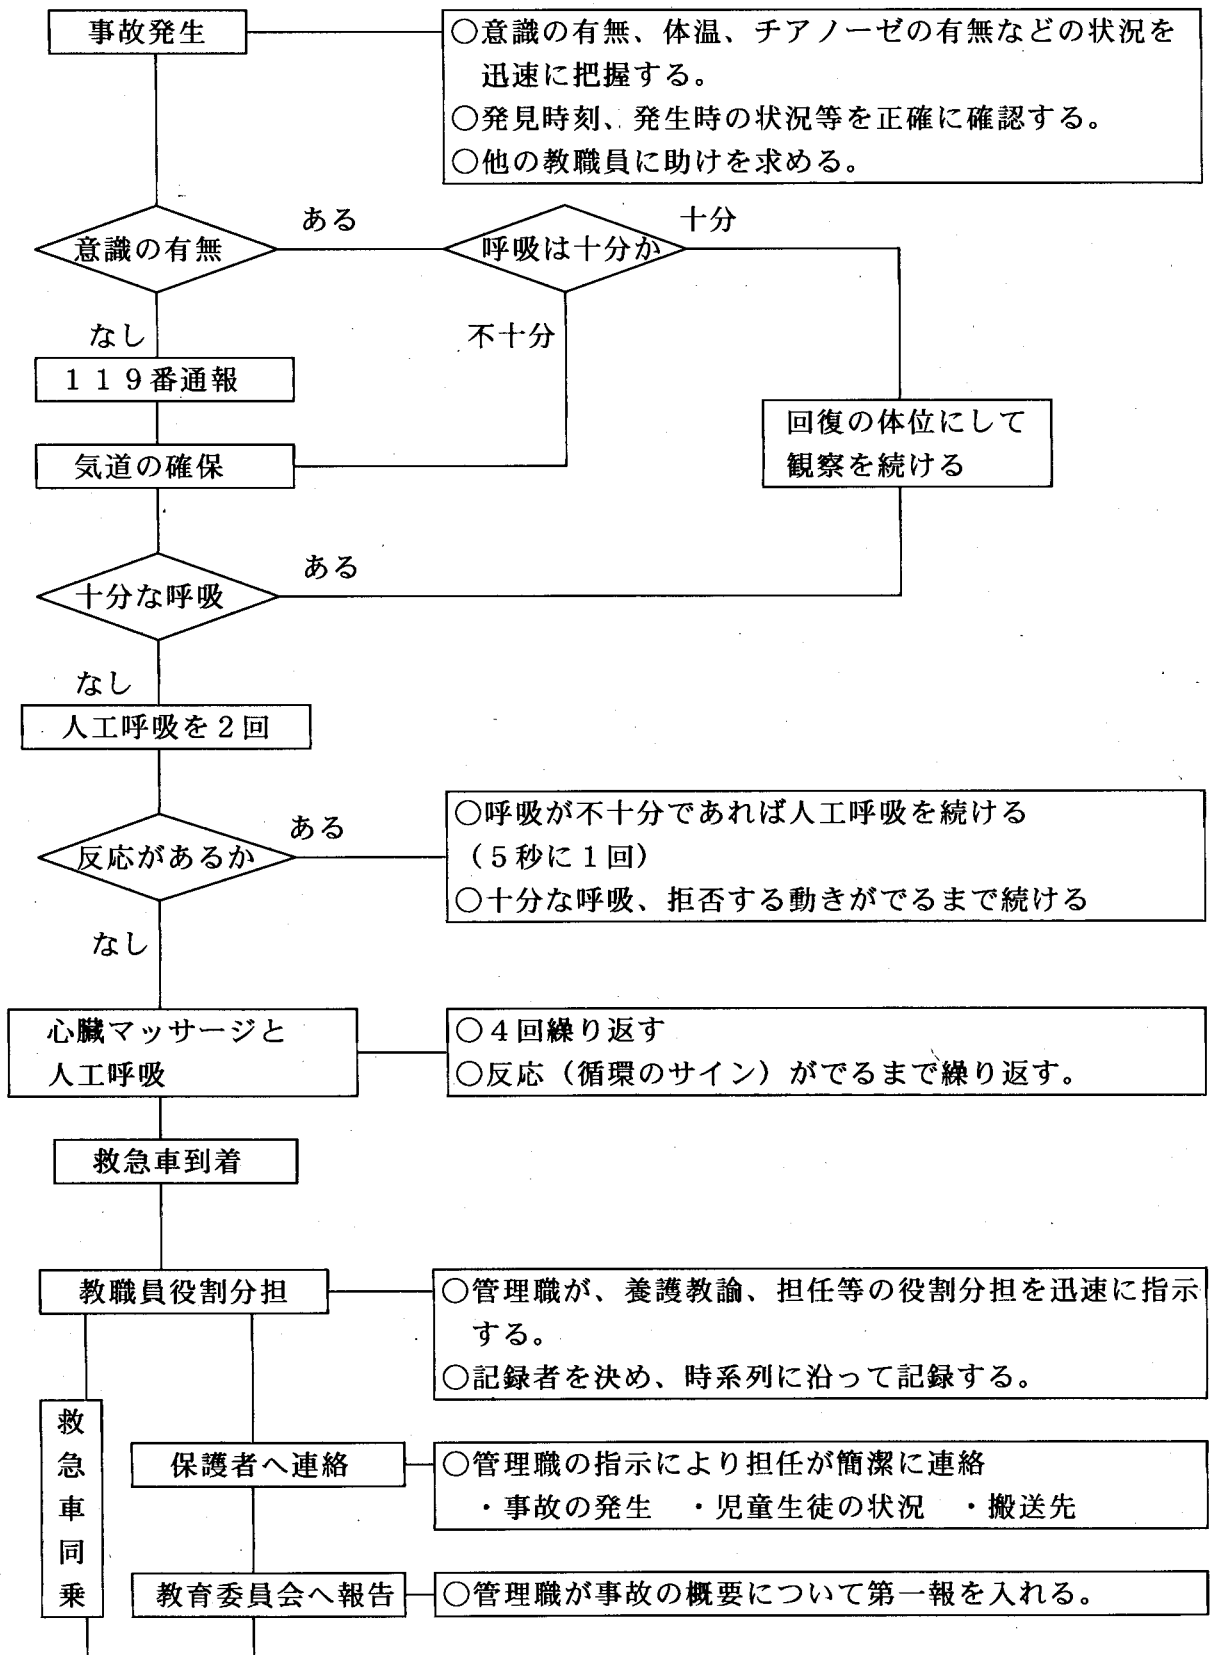 事故発生
○意識の有無、体温、チアノーゼの有無などの状況を
迅速に把握する。
○発見時刻、発生時の状況等を正確に確認する。
○他の教職員に助けを求める。
意識の有無
ある
呼吸は十分か
十分
なし
不十分
119番通報
気道の確保
回復の体位にして
観察を続ける
十分な呼吸
ある
なし
人工呼吸を2回
反応があるか
ある
○呼吸が不十分であれば人工呼吸を続ける
(5秒に1回)
○十分な呼吸、拒否する動きがでるまで続ける
なし
心臓マッサージと
人工呼吸
○4回繰り返す
○反応(循環のサイン)がでるまで繰り返す。
救急車到着
教職員役割分担
○管理職が、養護教論、担任等の役割分担を迅速に指示
する。
○記録者を決め、時系列に沿って記録する。
救急車同乗
保護者へ連絡
○管理職の指示により担任が簡潔に連絡
・事故の発生 ・児童生徒の状況 ・搬送先
教育委員会へ報告
○管理職が事故の概要について第一報を入れる。